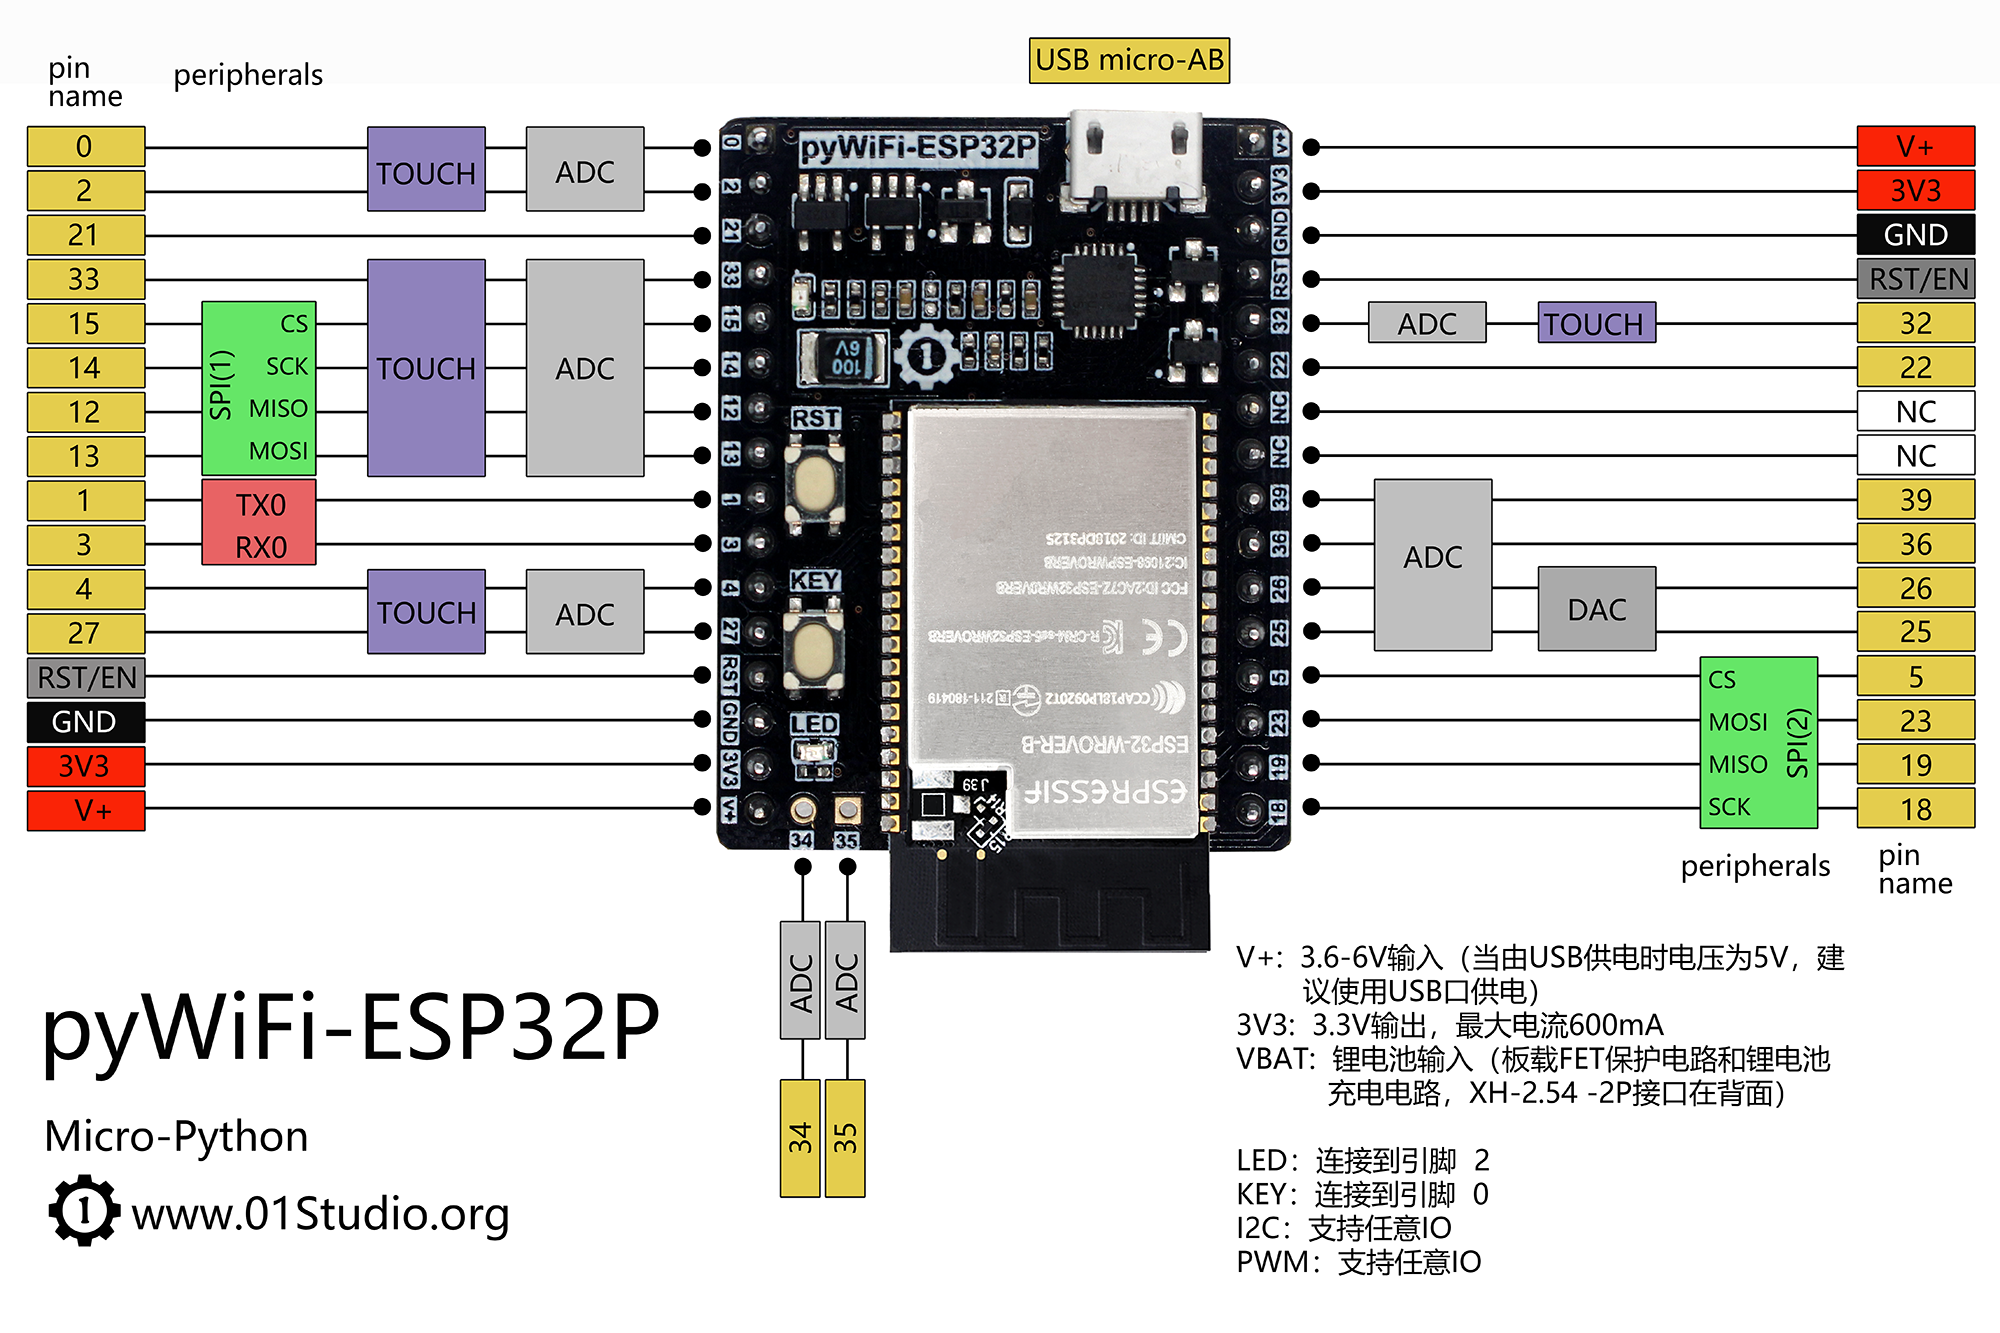 USB micro-AB
pin
name
peripherals
0
2
21
33
15
14
12
13
1
3
4
27
RST/EN
GND
3V3
V+
TOUCH
ADC
SPI(1)
CS
SCK
MISO
MOSI
TOUCH
ADC
TX0
RX0
TOUCH
ADC
pyWiFi-ESP32P
0
2
21
33
15
14
12
13
1
3
4
27
RST
GND
3V3
V+
100
6V
1
RST
KEY
LED
34
35
V+
3V3
GND
RST
32
22
NC
NC
39
36
26
25
5
23
19
18
CMIIT ID: 2018DP3125
IC:21098-ESPWROVERB
FCC ID:2AC7Z-ESP32WROVERB
R-CRM-es6-ESP32WROVERB
CE
211-180419
CCAP18LP0920T2
ESP32-WROVER-B
ESPRESSIF
J39
ADC
TOUCH
ADC
DAC
CS
MOSI
MISO
SCK
SPI(2)
V+
3V3
GND
RST/EN
32
22
NC
NC
39
36
26
25
5
23
19
18
peripherals
pin
name
ADC
ADC
34
35
pyWiFi-ESP32P
Micro-Python
1 www.01Studio.org
V+：3.6-6V输入（当由USB供电时电压为5V，建
议使用USB口供电）
3V3：3.3V输出，最大电流600mA
VBAT：锂电池输入（板载FET保护电路和锂电池
充电电路，XH-2.54 -2P接口在背面）
LED：连接到引脚 2
KEY：连接到引脚 0
I2C：支持任意IO
PWM：支持任意IO